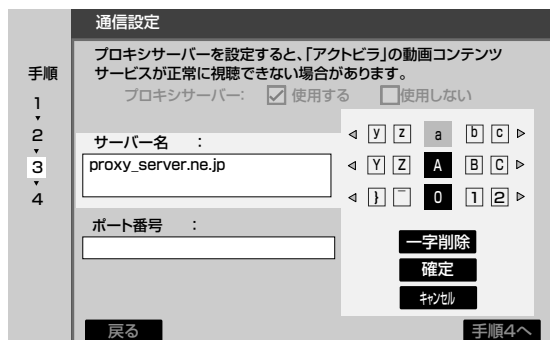 通信設定
プロキシサーバーを設定すると、「アクトビラ」の動画コンテンツ
サービスが正常に視聴できない場合があります。
プロキシサーバー: 使用する 使用しない
手順
1
2
3
4
サーバー名 :
proxy_server.ne.jp
ポート番号 :
y z a b c
Y Z A B C
} ‾ 0 1 2
一字削除
確定
キャンセル
戻る
手順4へ